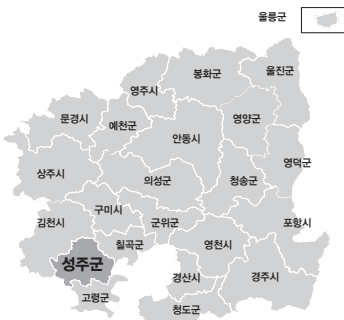 울릉군
울진군
봉화군
영주시
문경시
예천군
영양군
안동시
영덕군
상주시
의성군
청송군
구미시
김천시
군위군
포항시
칠곡군
영천시
성주군
경산시
경주시
고령군
청도군